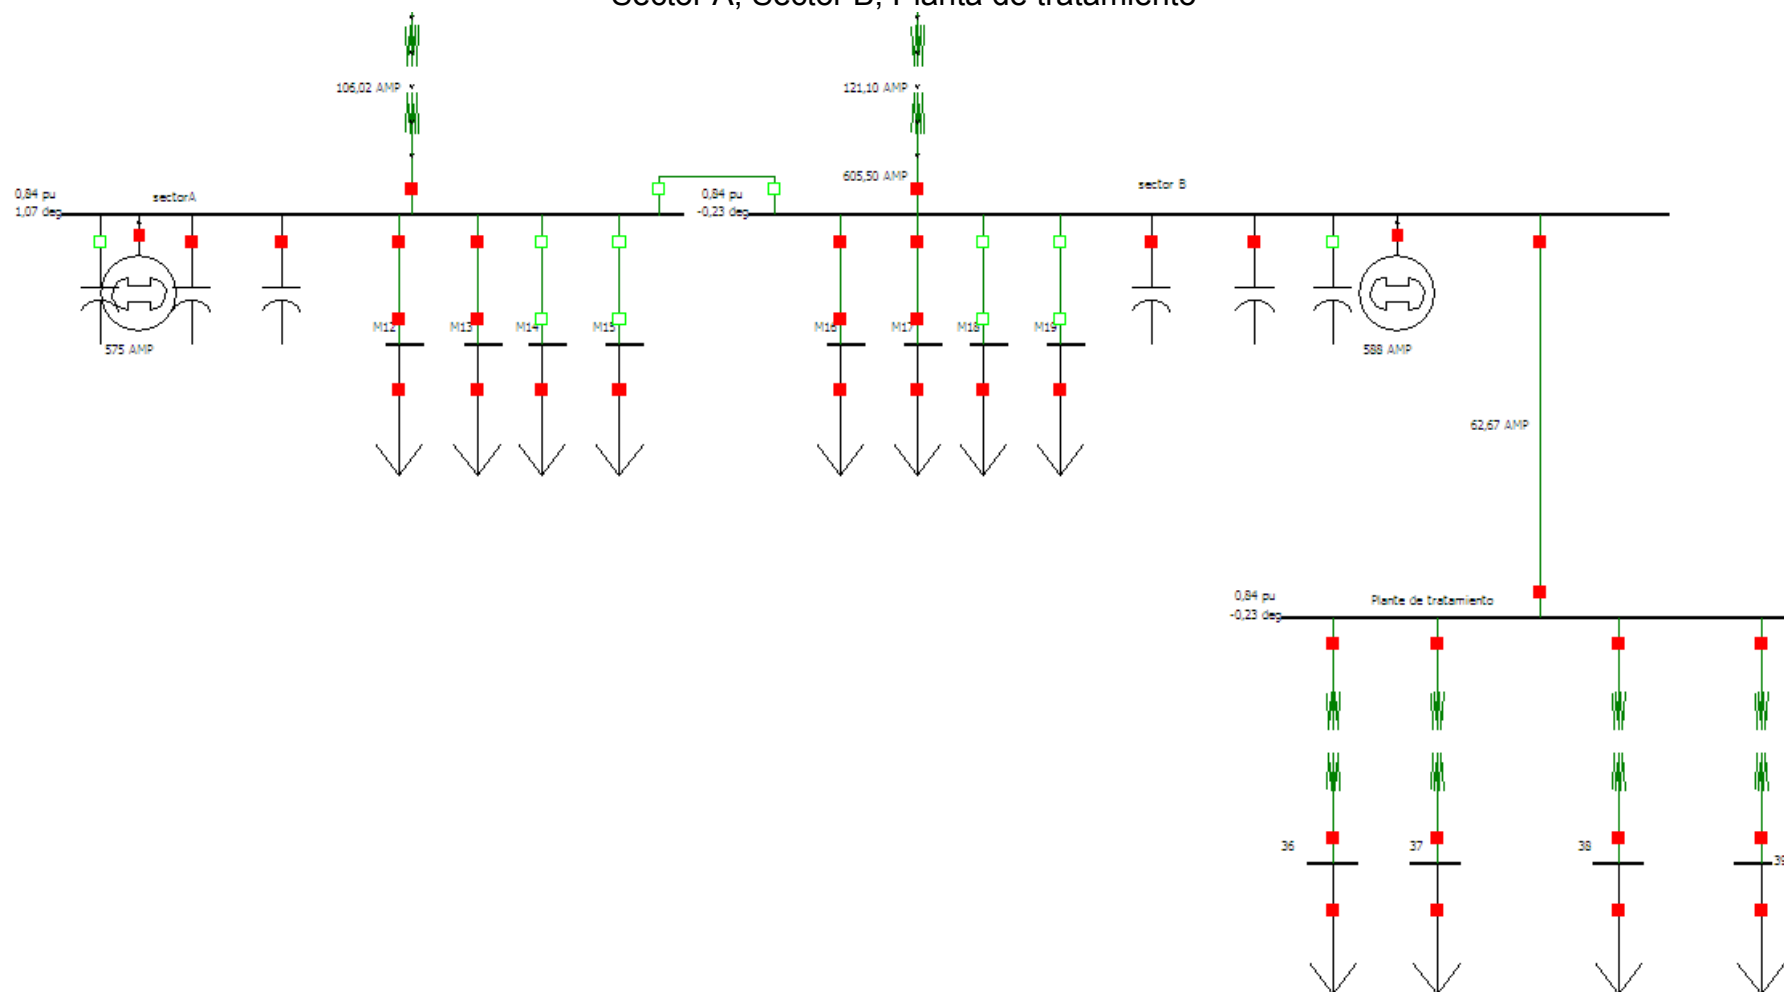 Sector A, Sector B, Planta de tratamiento
106,02 AMP
121,10 AMP
605,50 AMP
0,84 pu
1,07 deg
sectorA
0,84 pu
-0,23 deg
sector B
M12
M13
M14
M15
M16
M17
M18
M19
575 AMP
588 AMP
62,67 AMP
0,84 pu
-0,23 deg
Plante de tratamiento
36
37
38
39